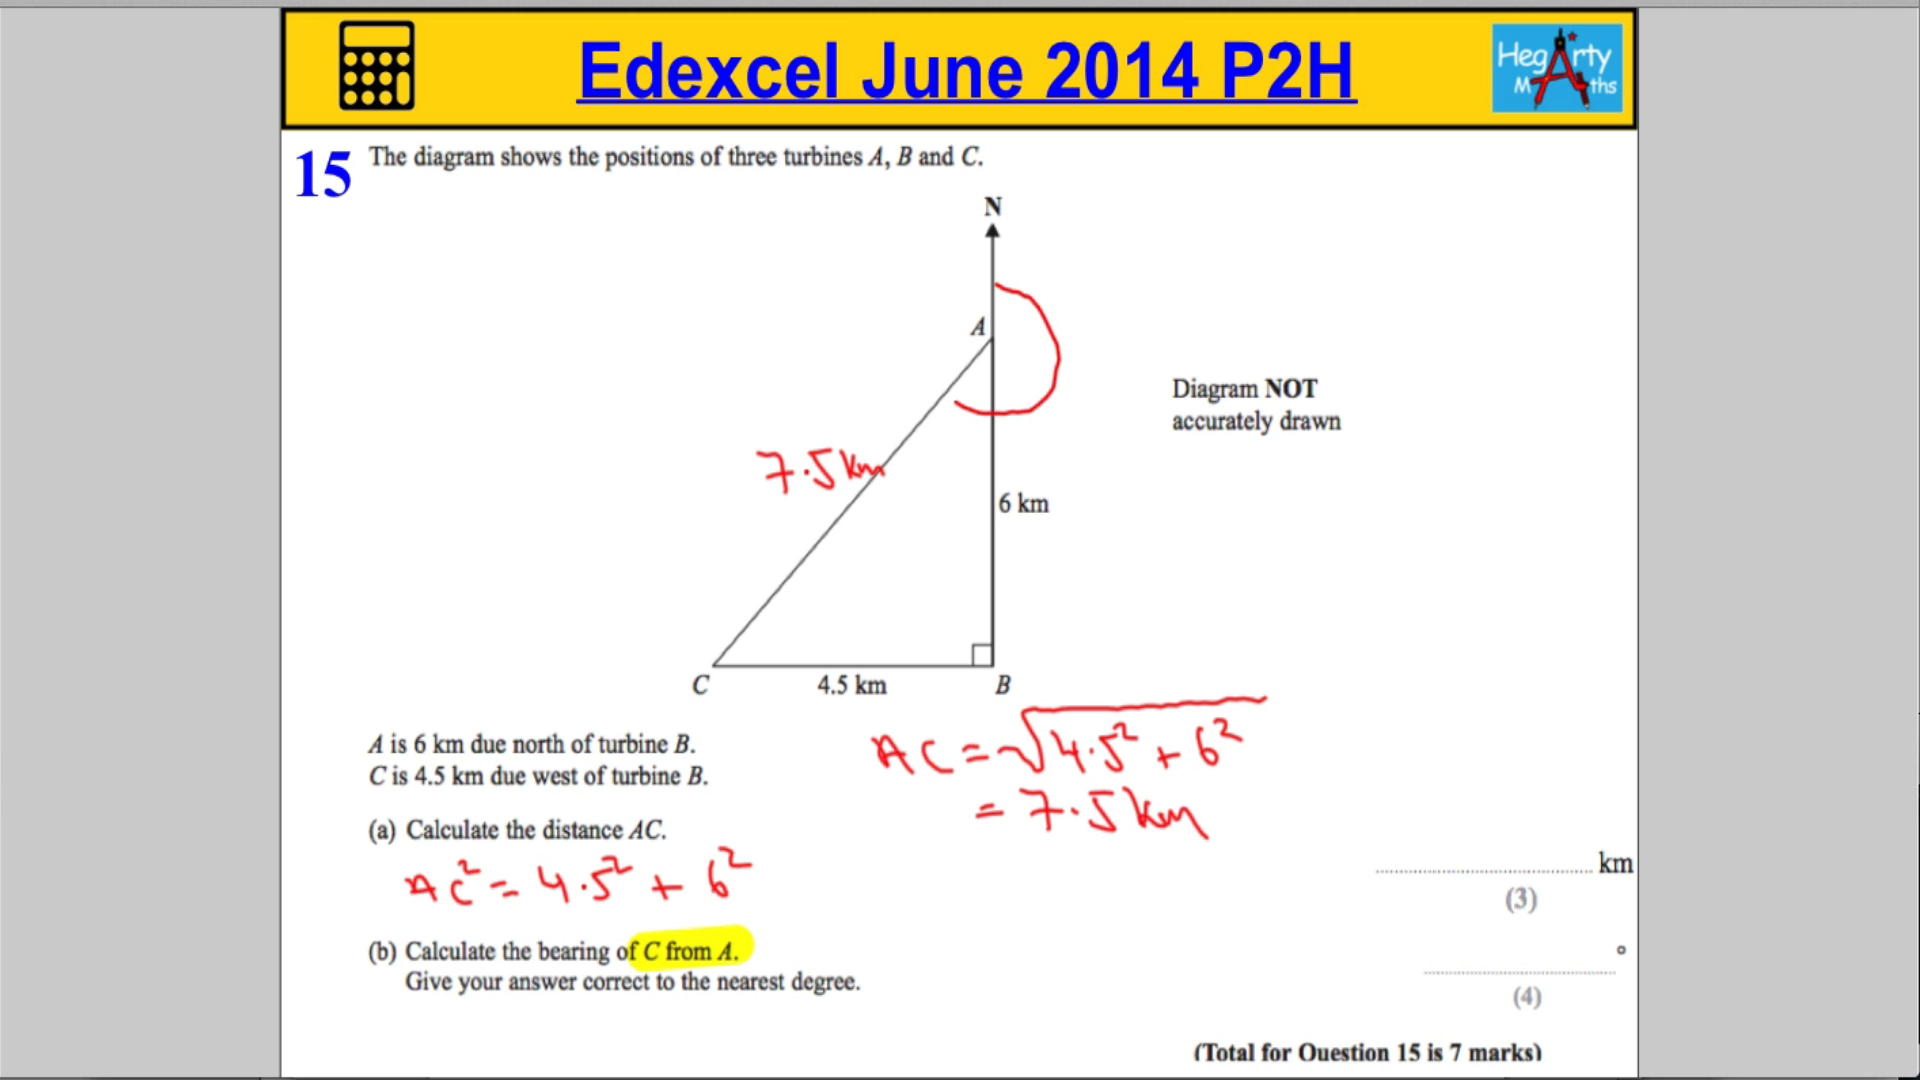 Edexcel June 2014 P2H
HegArty
Maths
15 The diagram shows the positions of three turbines A, B and C.
N
A
Diagram NOT
accurately drawn
7.5km
6 km
C
4.5 km
B
A is 6 km due north of turbine B.
C is 4.5 km due west of turbine B.
AC = √4.5² + 6²
= 7.5km
(a) Calculate the distance AC.
AC² = 4.5² + 6²
km
(3)
(b) Calculate the bearing of C from A.
Give your answer correct to the nearest degree.
°
(4)
(Total for Question 15 is 7 marks)